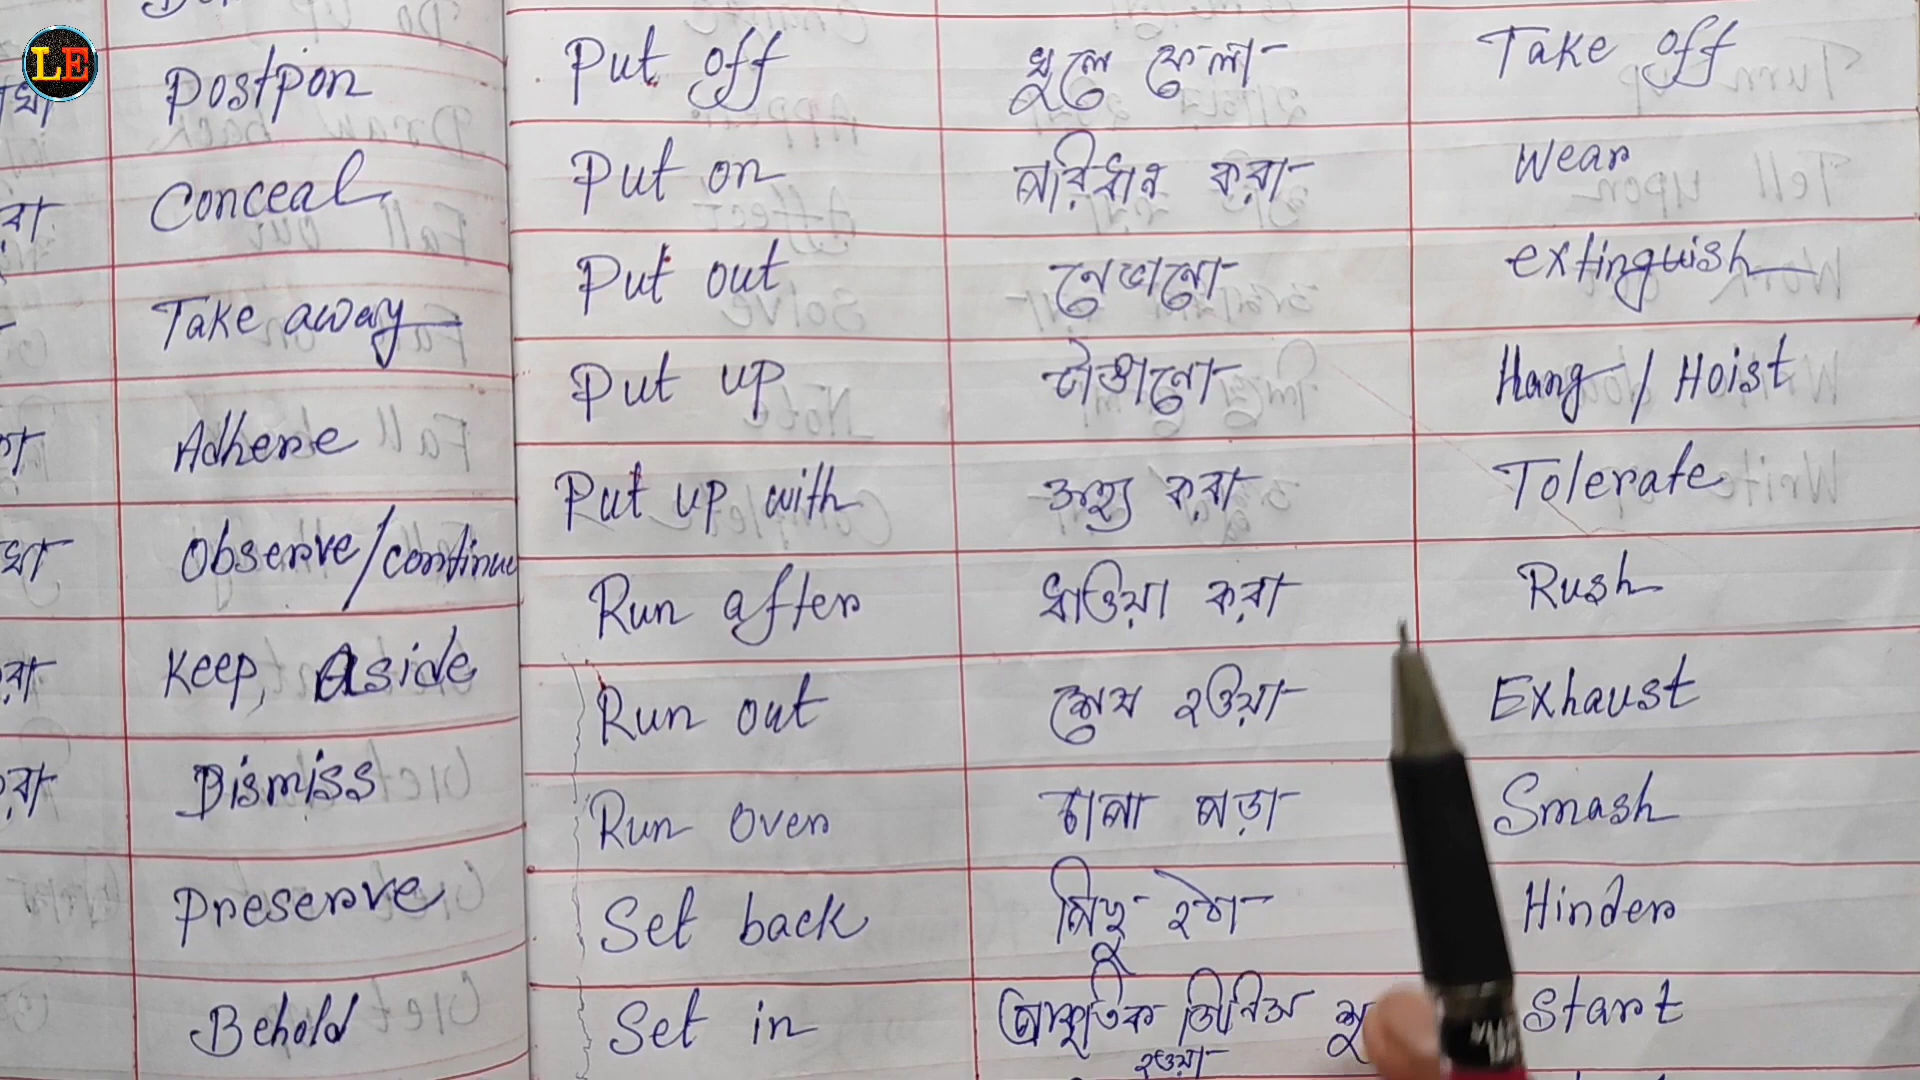 LE
Postpon
Conceal
Take away
Adhere
Observe/continue
Keep, Aside
Dismiss
Preserve
Behold
Put off খুলে ফেলা Take off
Put on পরিধান করা Wear
Put out নেভানো extinguish
Put up টাঙানো Hang / Hoist
Put up with সহ্য করা Tolerate
Run after ধাওয়া করা Rush
Run out শেষ হওয়া Exhaust
Run over চাপা পড়া Smash
Set back পিছু হটা Hinder
Set in প্রাকৃতিক জিনিস শু Start
হওয়া